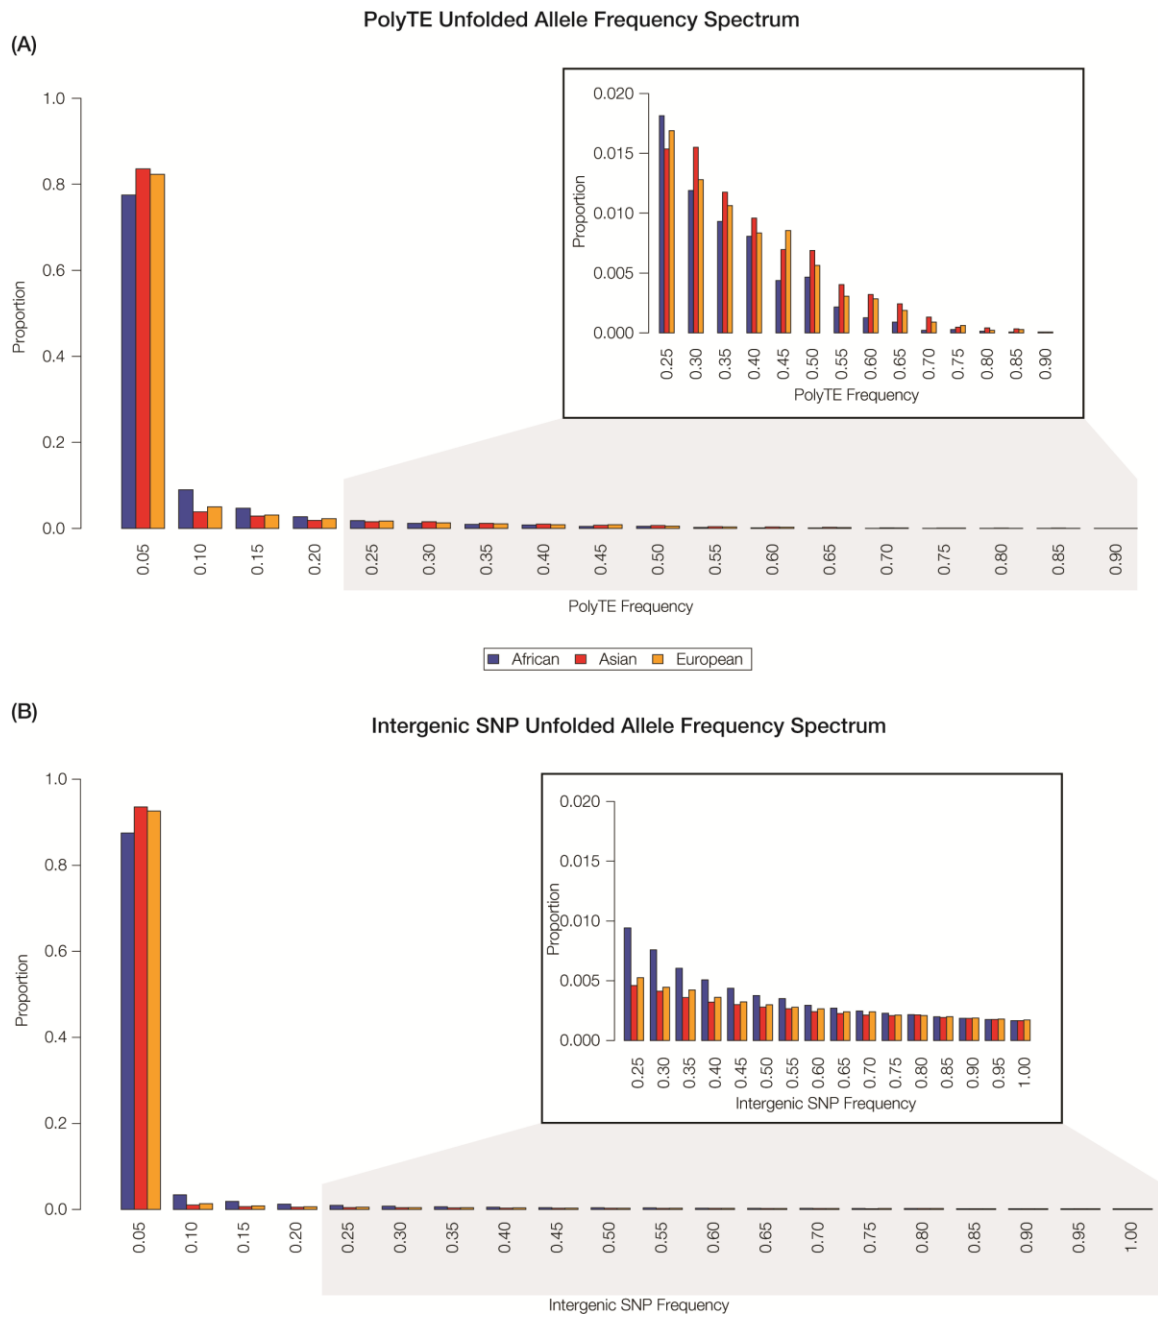 PolyTE Unfolded Allele Frequency Spectrum
(A)
1.0
0.8
0.6
0.4
0.2
0.0
Proportion
0.020
0.015
0.010
0.005
0.000
Proportion
0.25 0.30 0.35 0.40 0.45 0.50 0.55 0.60 0.65 0.70 0.75 0.80 0.85 0.90
PolyTE Frequency
0.05 0.10 0.15 0.20 0.25 0.30 0.35 0.40 0.45 0.50 0.55 0.60 0.65 0.70 0.75 0.80 0.85 0.90
PolyTE Frequency
African Asian European
(B)
Intergenic SNP Unfolded Allele Frequency Spectrum
1.0
0.8
0.6
0.4
0.2
0.0
Proportion
0.020
0.015
0.010
0.005
0.000
Proportion
0.25 0.30 0.35 0.40 0.45 0.50 0.55 0.60 0.65 0.70 0.75 0.80 0.85 0.90 0.95 1.00
Intergenic SNP Frequency
0.05 0.10 0.15 0.20 0.25 0.30 0.35 0.40 0.45 0.50 0.55 0.60 0.65 0.70 0.75 0.80 0.85 0.90 0.95 1.00
Intergenic SNP Frequency